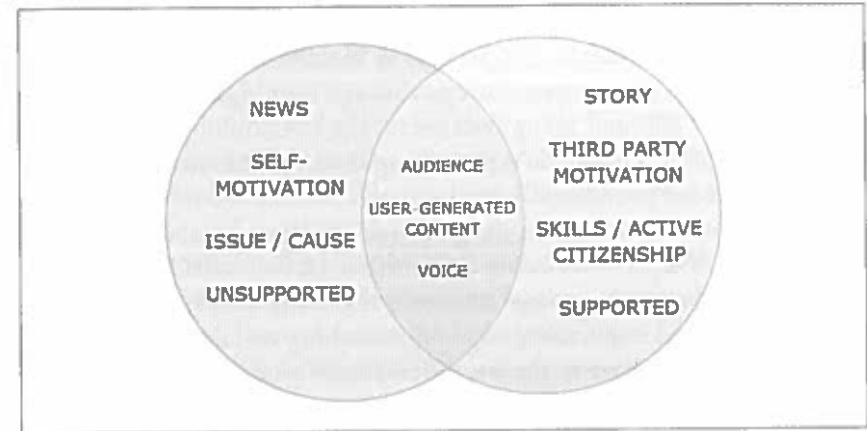 NEWS
SELF-
MOTIVATION
ISSUE / CAUSE
UNSUPPORTED
AUDIENCE
USER-GENERATED
CONTENT
VOICE
STORY
THIRD PARTY
MOTIVATION
SKILLS / ACTIVE
CITIZENSHIP
SUPPORTED